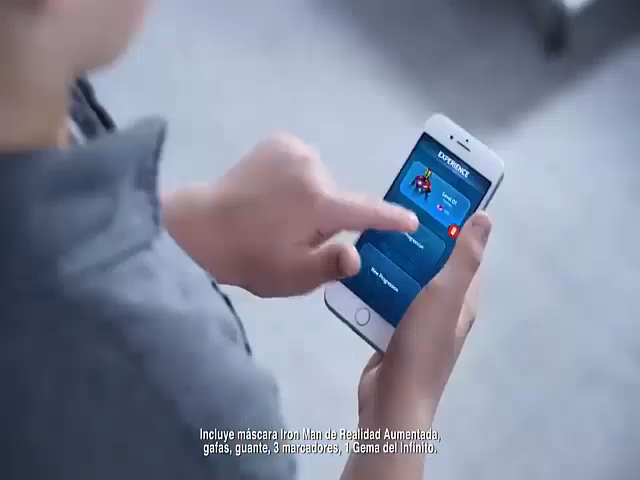 EXPERIENCE
New Progression
Incluye máscara Iron Man de Realidad Aumentada,
gafas, guante, 3 marcadores, 1 Gema del Infinito.